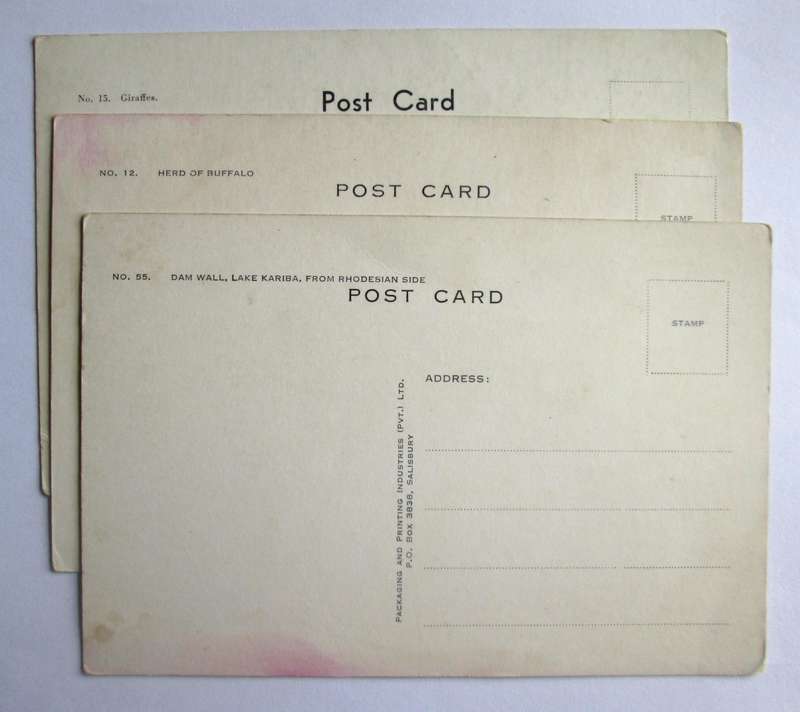 No. 15. Giraffes.
Post Card
NO. 12. HERD OF BUFFALO
POST CARD
STAMP
NO. 55. DAM WALL, LAKE KARIBA, FROM RHODESIAN SIDE
POST CARD
STAMP
ADDRESS:
PACKAGING AND PRINTING INDUSTRIES (PVT.) LTD.
P.O. BOX 3838, SALISBURY